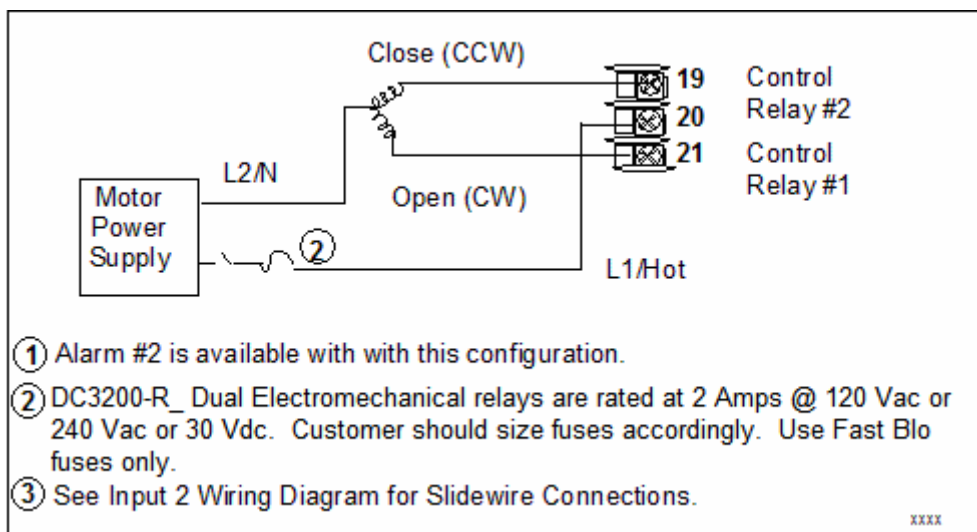 Close (CCW)
19 Control
20 Relay #2
21 Control
Relay #1
L2/N
Motor
Power
Supply
Open (CW)
2
L1/Hot
1 Alarm #2 is available with with this configuration.
2 DC3200-R_ Dual Electromechanical relays are rated at 2 Amps @ 120 Vac or
240 Vac or 30 Vdc. Customer should size fuses accordingly. Use Fast Blo
fuses only.
3 See Input 2 Wiring Diagram for Slidewire Connections.
xxxx